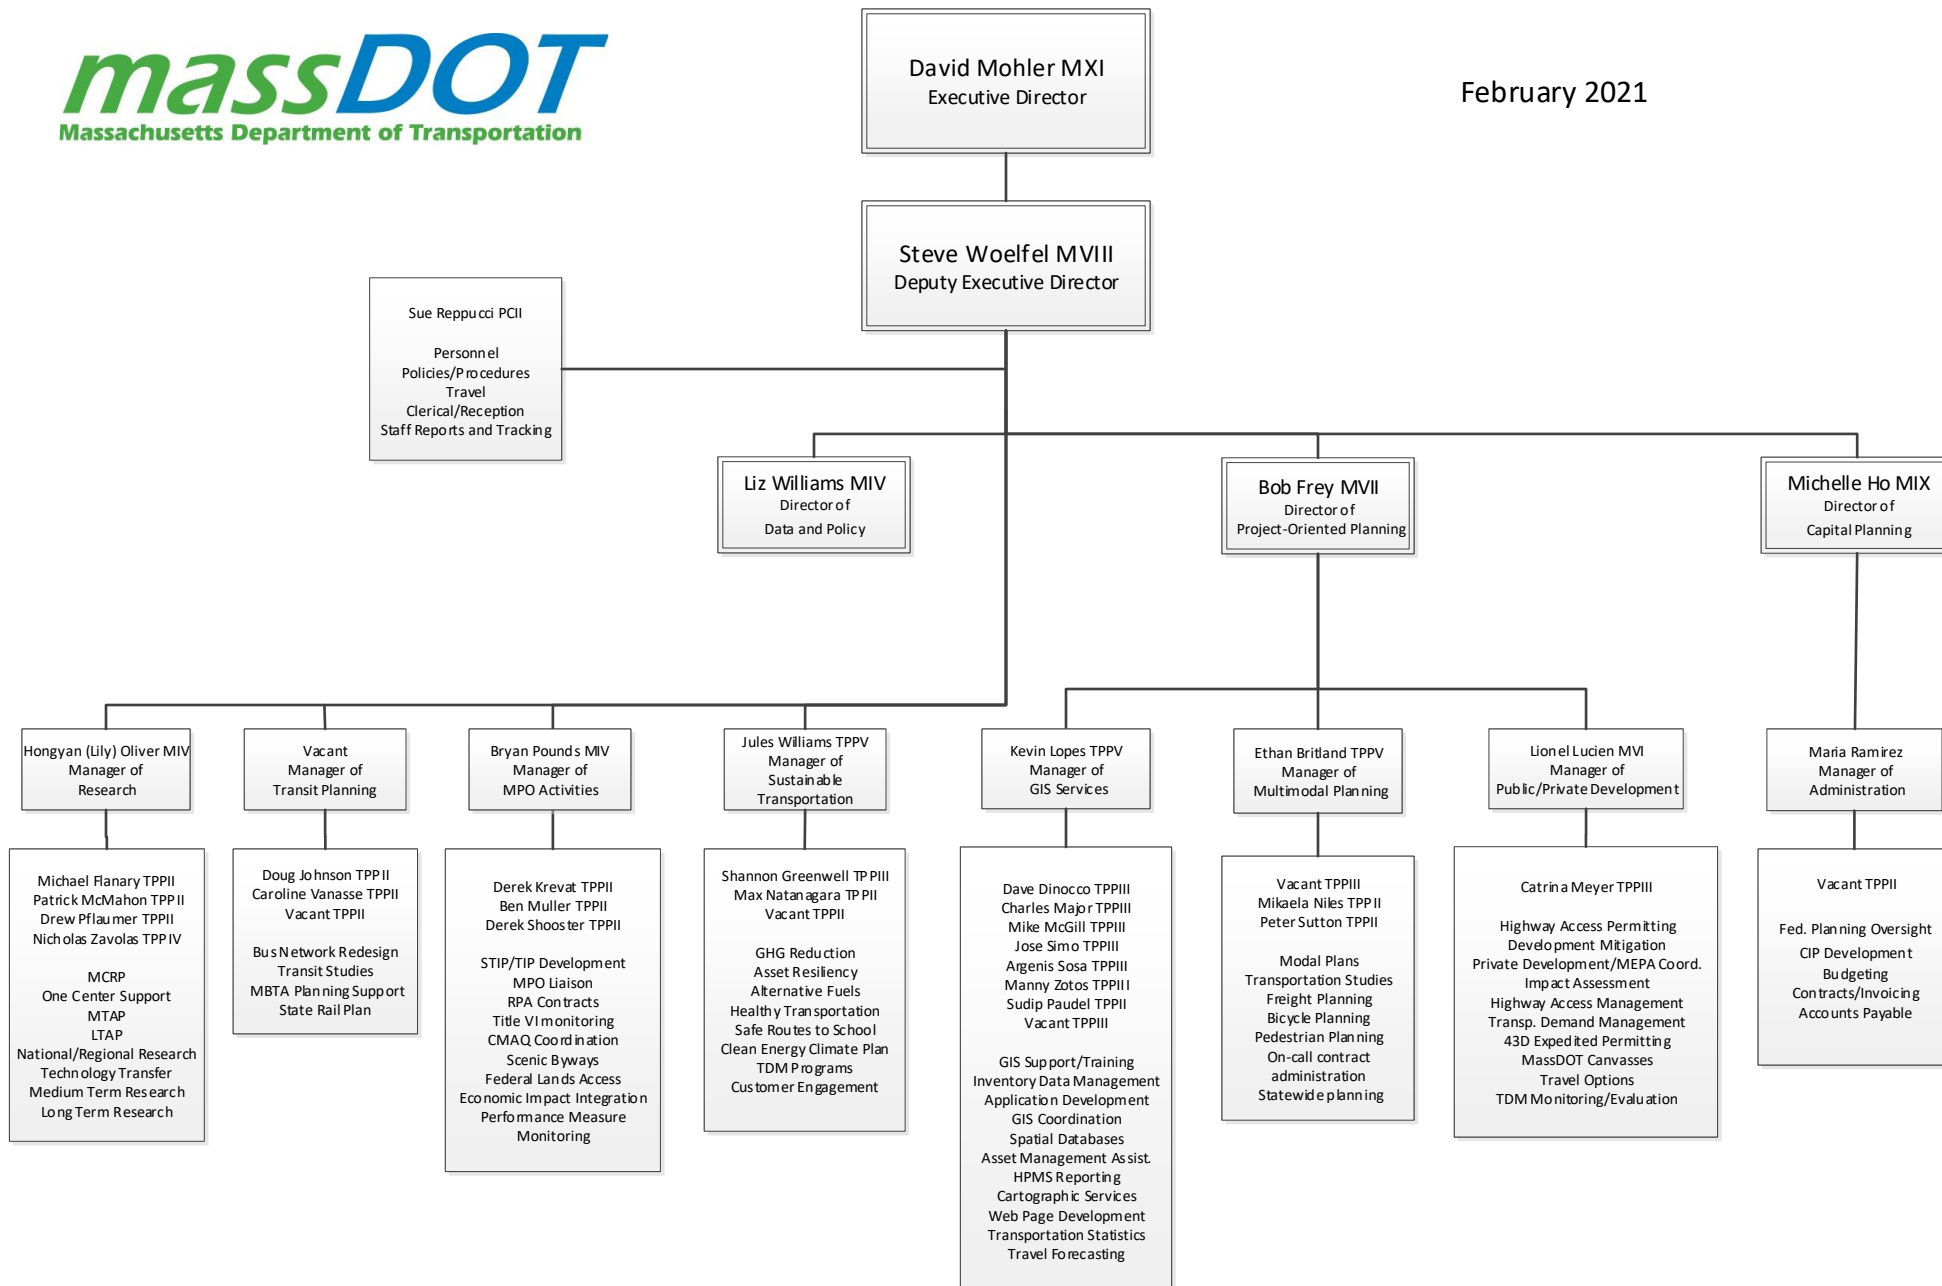 massDOT
Massachusetts Department of Transportation
David Mohler MXI
Executive Director
February 2021
Steve Woelfel MVIII
Deputy Executive Director
Sue Reppucci PCII
Personnel
Policies/Procedures
Travel
Clerical/Reception
Staff Reports and Tracking
Liz Williams MIV
Director of
Data and Policy
Bob Frey MVII
Director of
Project-Oriented Planning
Michelle Ho MIX
Director of
Capital Planning
Hongyan (Lily) Oliver MIV
Manager of
Research
Vacant
Manager of
Transit Planning
Bryan Pounds MIV
Manager of
MPO Activities
Jules Williams TPPV
Manager of
Sustainable
Transportation
Kevin Lopes TPPV
Manager of
GIS Services
Ethan Britland TPPV
Manager of
Multimodal Planning
Lionel Lucien MVI
Manager of
Public/Private Development
Maria Ramirez
Manager of
Administration
Michael Flanary TPPII
Patrick McMahon TPPII
Drew Pflaumer TPPII
Nicholas Zavolas TPPIV
MCRP
One Center Support
MTAP
LTAP
National/Regional Research
Technology Transfer
Medium Term Research
Long Term Research
Doug Johnson TPPII
Caroline Vanasse TPPII
Vacant TPPII
Bus Network Redesign
Transit Studies
MBTA Planning Support
State Rail Plan
Derek Krevat TPPII
Ben Muller TPPII
Derek Shooster TPPII
STIP/TIP Development
MPO Liaison
RPA Contracts
Title VI monitoring
CMAQ Coordination
Scenic Byways
Federal Lands Access
Economic Impact Integration
Performance Measure
Monitoring
Shannon Greenwell TPPIII
Max Natanagara TPPII
Vacant TPPII
GHG Reduction
Asset Resiliency
Alternative Fuels
Healthy Transportation
Safe Routes to School
Clean Energy Climate Plan
TDM Programs
Customer Engagement
Dave Dinocco TPPIII
Charles Major TPPIII
Mike McGill TPPIII
Jose Simo TPPIII
Argenis Sosa TPPIII
Manny Zotos TPPIII
Sudip Paudel TPPII
Vacant TPPIII
GIS Support/Training
Inventory Data Management
Application Development
GIS Coordination
Spatial Databases
Asset Management Assist.
HPMS Reporting
Cartographic Services
Web Page Development
Transportation Statistics
Travel Forecasting
Vacant TPPIII
Mikaela Niles TPPII
Peter Sutton TPPII
Modal Plans
Transportation Studies
Freight Planning
Bicycle Planning
Pedestrian Planning
On-call contract
administration
Statewide planning
Catrina Meyer TPPIII
Highway Access Permitting
Development Mitigation
Private Development/MEPA Coord.
Impact Assessment
Highway Access Management
Transp. Demand Management
43D Expedited Permitting
MassDOT Canvasses
Travel Options
TDM Monitoring/Evaluation
Vacant TPPII
Fed. Planning Oversight
CIP Development
Budgeting
Contracts/Invoicing
Accounts Payable